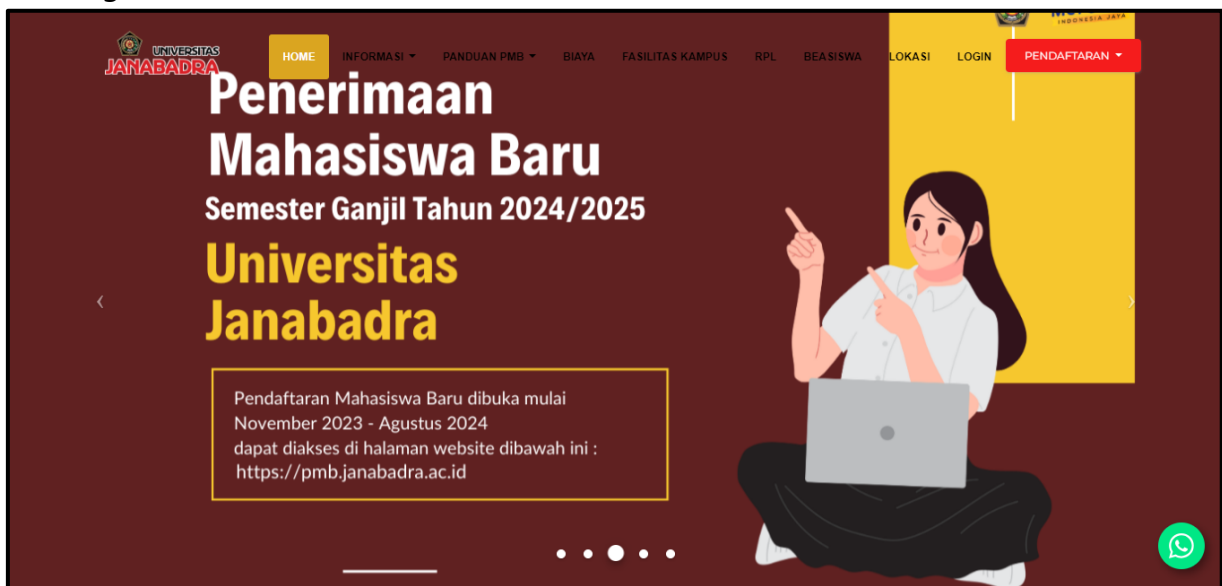 INDONESIA JAYA
UNIVERSITAS
JANABADRA
HOME
INFORMASI
PANDUAN PMB
BIAYA
FASILITAS KAMPUS
RPL
BEASISWA
LOKASI
LOGIN
PENDAFTARAN
Penerimaan
Mahasiswa Baru
Semester Ganjil Tahun 2024/2025
Universitas
Janabadra
Pendaftaran Mahasiswa Baru dibuka mulai
November 2023 - Agustus 2024
dapat diakses di halaman website dibawah ini :
https://pmb.janabadra.ac.id